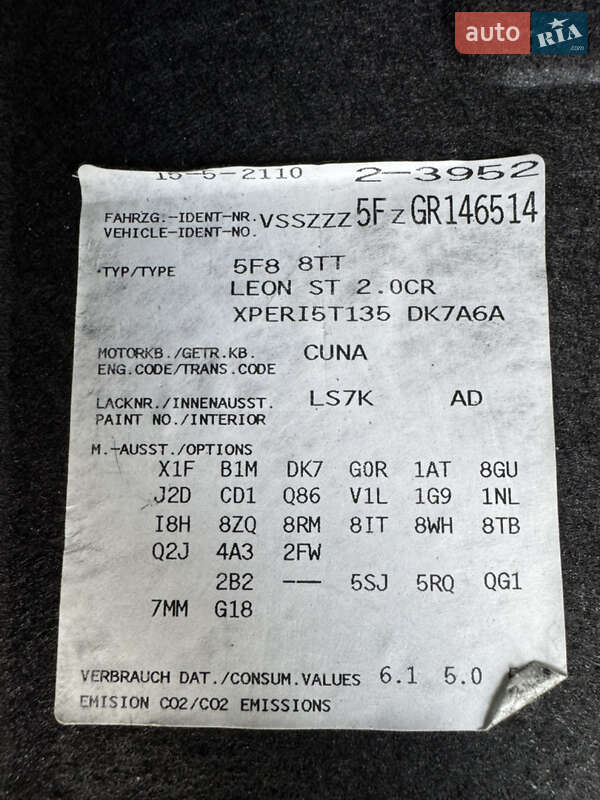 auto RIA .com
15-5-2110 2-3952
FAHRZG.-IDENT-NR. VSSZZZ 5F Z GR146514
VEHICLE-IDENT-NO.
*TYP/TYPE 5F8 8TT
LEON ST 2.0CR
XPERI5T135 DK7A6A
MOTORKB./GETR.KB. CUNA
ENG.CODE/TRANS.CODE
LACKNR./INNENAUSST. LS7K AD
PAINT NO./INTERIOR
M.-AUSST./OPTIONS
X1F B1M DK7 G0R 1AT 8GU
J2D CD1 Q86 V1L 1G9 1NL
I8H 8ZQ 8RM 8IT 8WH 8TB
Q2J 4A3 2FW
2B2 --- 5SJ 5RQ QG1
7MM G18
VERBRAUCH DAT./CONSUM.VALUES 6.1 5.0
EMISION CO2/CO2 EMISSIONS